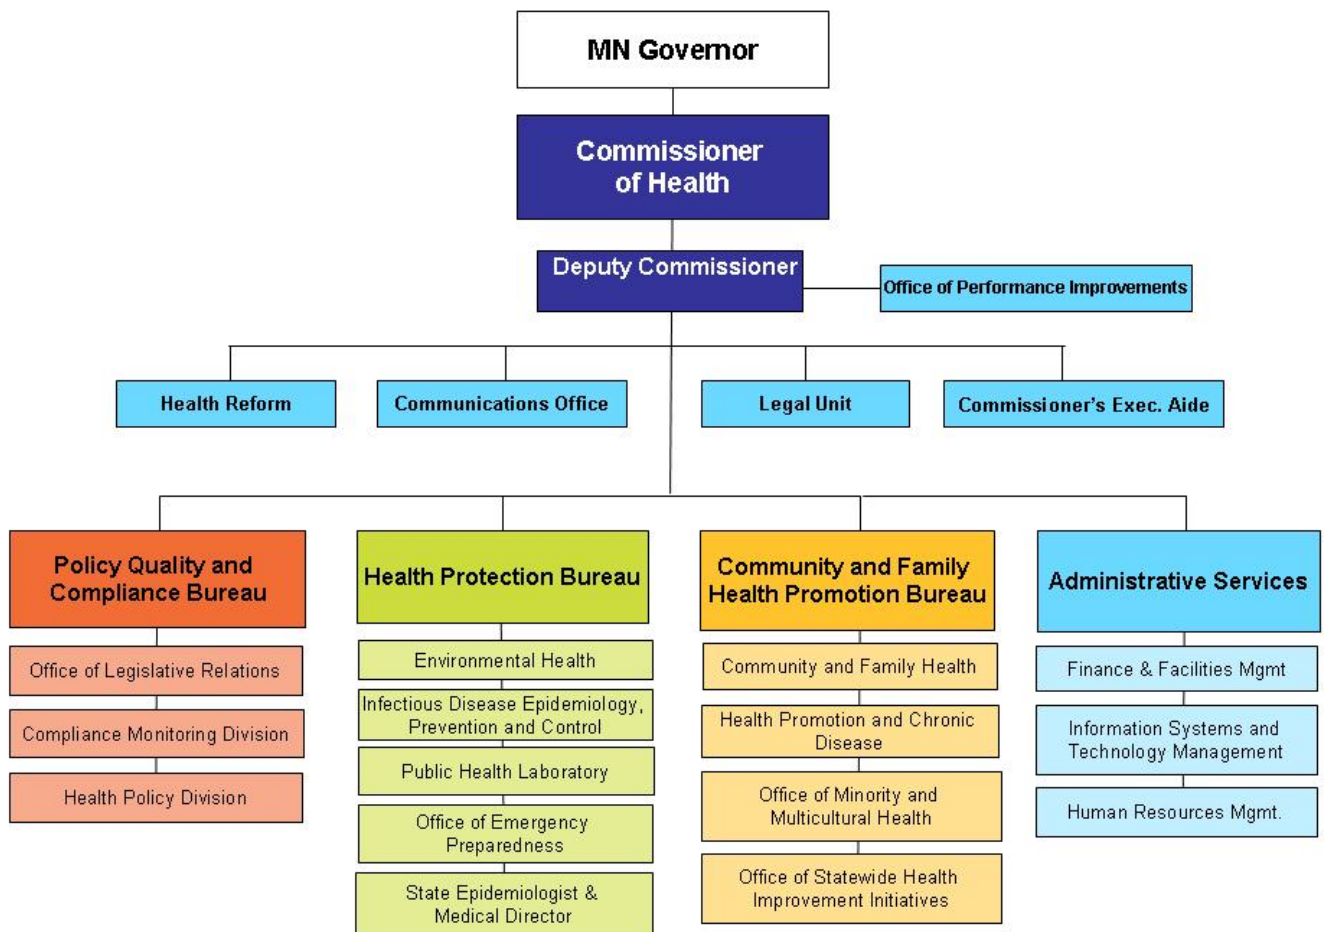 MN Governor
Commissioner
of Health
Deputy Commissioner
Office of Performance Improvements
Health Reform
Communications Office
Legal Unit
Commissioner's Exec. Aide
Policy Quality and
Compliance Bureau
Office of Legislative Relations
Compliance Monitoring Division
Health Policy Division
Health Protection Bureau
Environmental Health
Infectious Disease Epidemiology,
Prevention and Control
Public Health Laboratory
Office of Emergency
Preparedness
State Epidemiologist &
Medical Director
Community and Family
Health Promotion Bureau
Community and Family Health
Health Promotion and Chronic
Disease
Office of Minority and
Multicultural Health
Office of Statewide Health
Improvement Initiatives
Administrative Services
Finance & Facilities Mgmt
Information Systems and
Technology Management
Human Resources Mgmt.